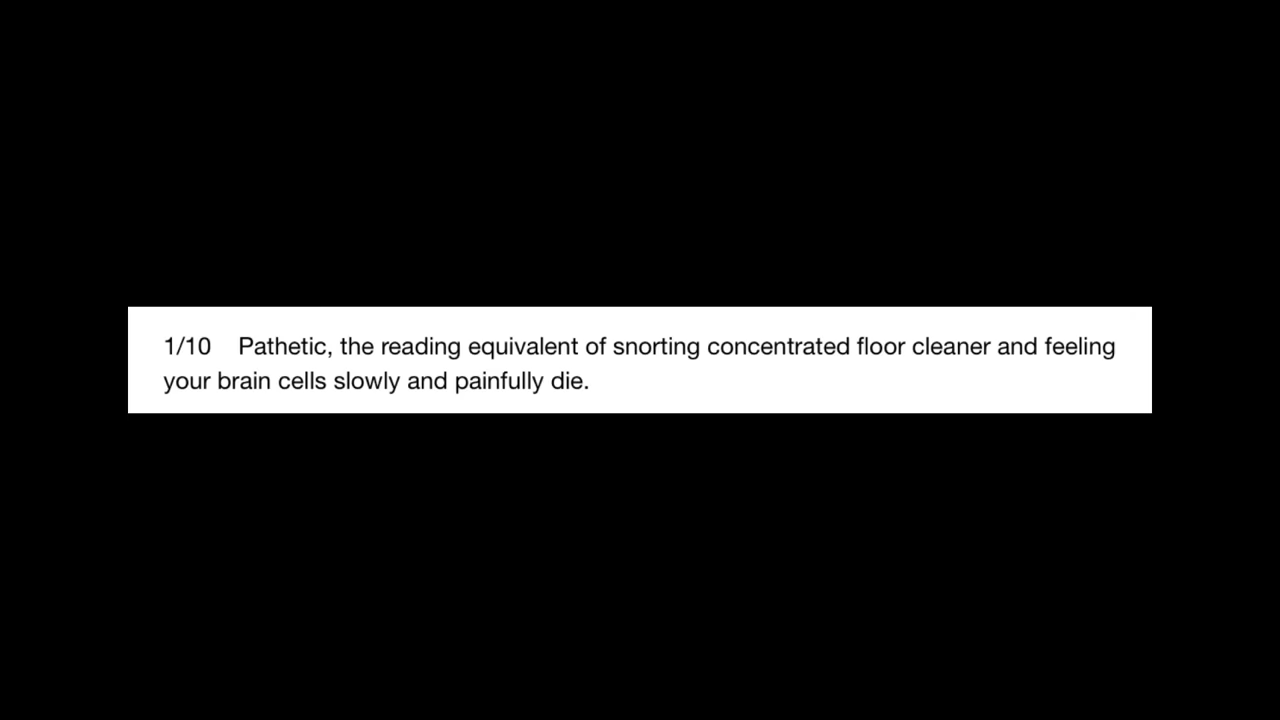 1/10 Pathetic, the reading equivalent of snorting concentrated floor cleaner and feeling
your brain cells slowly and painfully die.